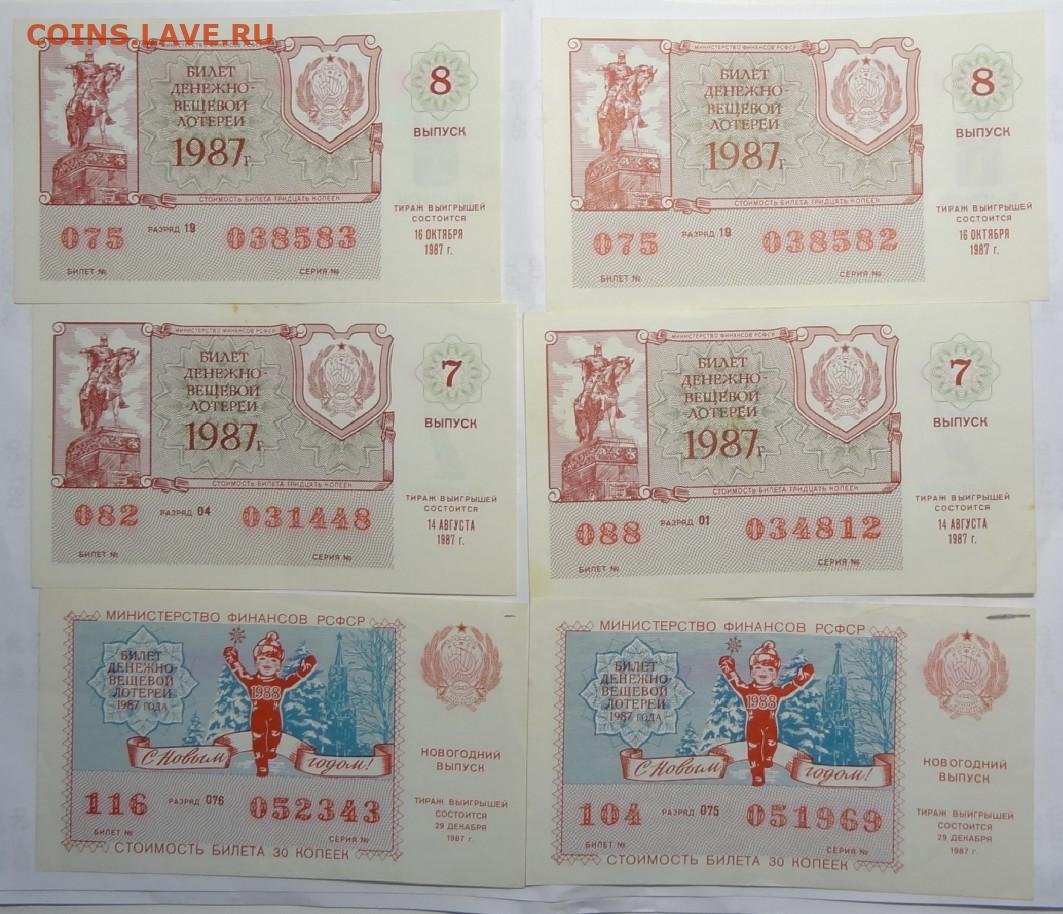 COINS.LAVE.RU
МИНИСТЕРСТВО ФИНАНСОВ РСФСР
БИЛЕТ
ДЕНЕЖНО-
ВЕЩЕВОЙ
ЛОТЕРЕИ
1987 г.
СТОИМОСТЬ БИЛЕТА ТРИДЦАТЬ КОПЕЕК
075 РАЗРЯД 19 038583
БИЛЕТ № СЕРИЯ №
8
ВЫПУСК
ТИРАЖ ВЫИГРЫШЕЙ
СОСТОИТСЯ
16 ОКТЯБРЯ
1987 г.
МИНИСТЕРСТВО ФИНАНСОВ РСФСР
БИЛЕТ
ДЕНЕЖНО-
ВЕЩЕВОЙ
ЛОТЕРЕИ
1987 г.
СТОИМОСТЬ БИЛЕТА ТРИДЦАТЬ КОПЕЕК
075 РАЗРЯД 19 038582
БИЛЕТ № СЕРИЯ №
8
ВЫПУСК
ТИРАЖ ВЫИГРЫШЕЙ
СОСТОИТСЯ
16 ОКТЯБРЯ
1987 г.
МИНИСТЕРСТВО ФИНАНСОВ РСФСР
БИЛЕТ
ДЕНЕЖНО-
ВЕЩЕВОЙ
ЛОТЕРЕИ
1987 г.
СТОИМОСТЬ БИЛЕТА ТРИДЦАТЬ КОПЕЕК
082 РАЗРЯД 04 031448
БИЛЕТ № СЕРИЯ №
7
ВЫПУСК
ТИРАЖ ВЫИГРЫШЕЙ
СОСТОИТСЯ
14 АВГУСТА
1987 г.
МИНИСТЕРСТВО ФИНАНСОВ РСФСР
БИЛЕТ
ДЕНЕЖНО-
ВЕЩЕВОЙ
ЛОТЕРЕИ
1987 г.
СТОИМОСТЬ БИЛЕТА ТРИДЦАТЬ КОПЕЕК
088 РАЗРЯД 01 034812
БИЛЕТ № СЕРИЯ №
7
ВЫПУСК
ТИРАЖ ВЫИГРЫШЕЙ
СОСТОИТСЯ
14 АВГУСТА
1987 г.
МИНИСТЕРСТВО ФИНАНСОВ РСФСР
БИЛЕТ
ДЕНЕЖНО-
ВЕЩЕВОЙ
ЛОТЕРЕИ
1987 ГОДА
1988
С Новым годом!
116 РАЗРЯД 076 052343
БИЛЕТ № СЕРИЯ №
СТОИМОСТЬ БИЛЕТА 30 КОПЕЕК
НОВОГОДНИЙ
ВЫПУСК
ТИРАЖ ВЫИГРЫШЕЙ
СОСТОИТСЯ
29 ДЕКАБРЯ
1987 г.
МИНИСТЕРСТВО ФИНАНСОВ РСФСР
БИЛЕТ
ДЕНЕЖНО-
ВЕЩЕВОЙ
ЛОТЕРЕИ
1987 ГОДА
1988
С Новым годом!
104 РАЗРЯД 075 051969
БИЛЕТ № СЕРИЯ №
СТОИМОСТЬ БИЛЕТА 30 КОПЕЕК
НОВОГОДНИЙ
ВЫПУСК
ТИРАЖ ВЫИГРЫШЕЙ
СОСТОИТСЯ
29 ДЕКАБРЯ
1987 г.